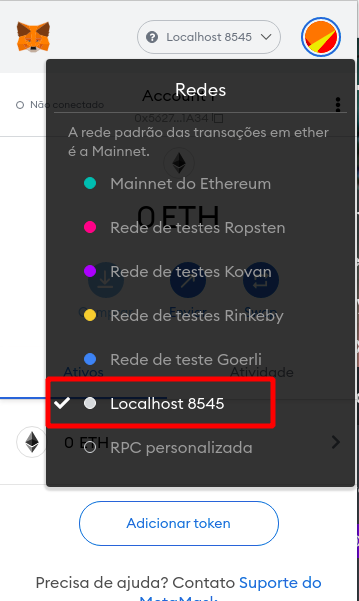 Localhost 8545
Redes
Não conectado
Account 1
0x5627...1A34
A rede padrão das transações em ether
é a Mainnet.
Mainnet do Ethereum
0 ETH
Rede de testes Ropsten
Rede de testes Kovan
Rede de testes Rinkeby
Rede de teste Goerli
Ativos
Atividade
Localhost 8545
0 ETH
RPC personalizada
Adicionar token
Precisa de ajuda? Contato Suporte do
MetaMask